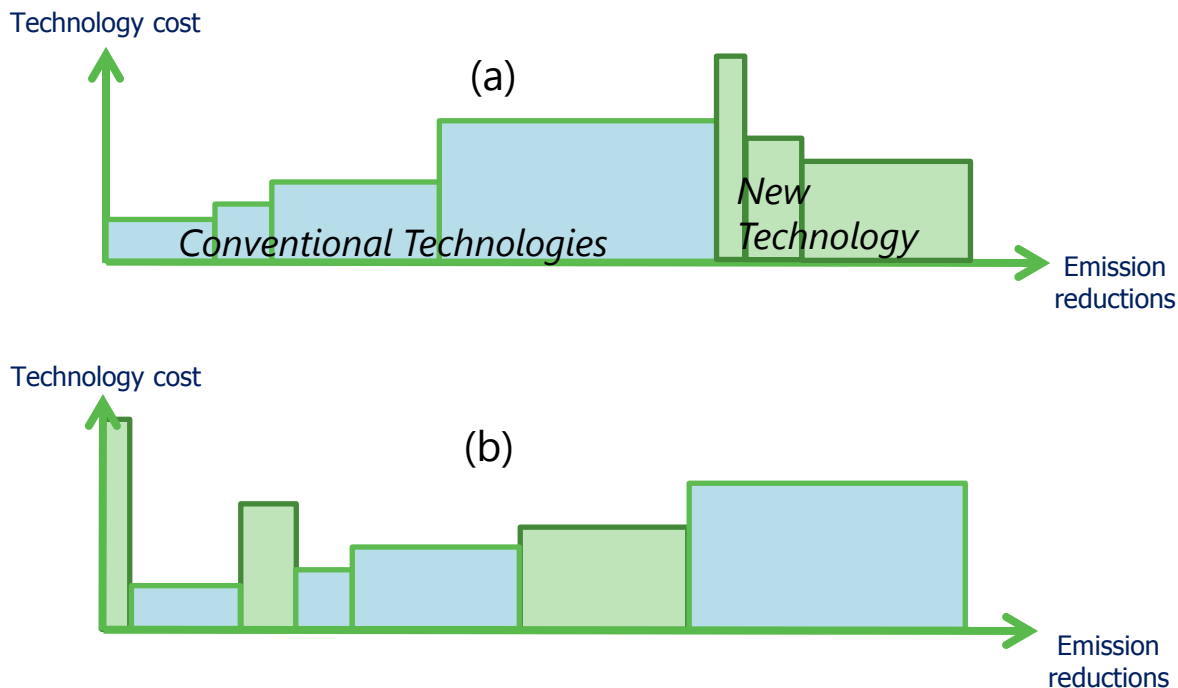 Technology cost
(a)
New
Technology
Conventional Technologies
Emission
reductions
Technology cost
(b)
Emission
reductions